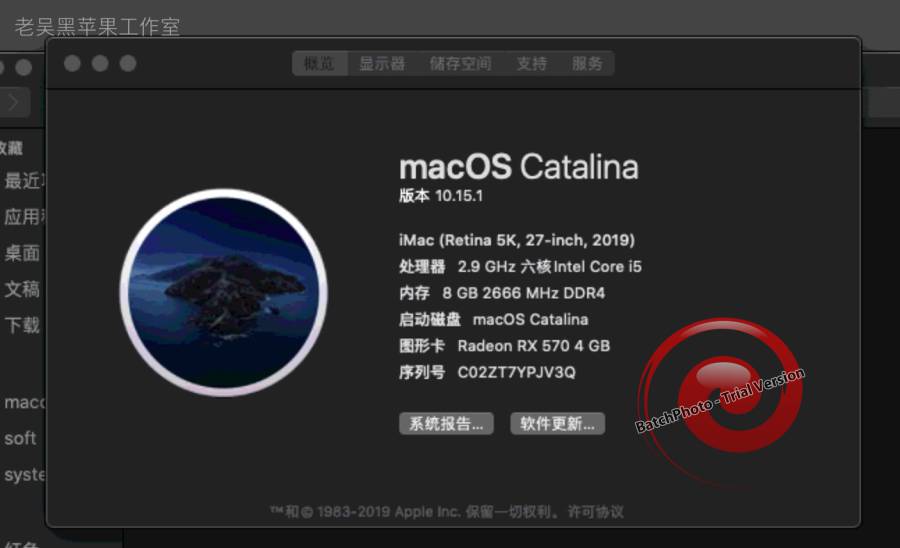 老吴黑苹果工作室
概览 显示器 储存空间 支持 服务
收藏
最近
应用
桌面
文稿
下载
soft
macOS Catalina
版本 10.15.1
iMac (Retina 5K, 27-inch, 2019)
处理器 2.9 GHz 六核Intel Core i5
内存 8 GB 2666 MHz DDR4
启动磁盘 macOS Catalina
图形卡 Radeon RX 570 4 GB
序列号 C02ZT7YPJV3Q
系统报告... 软件更新...
BatchPhoto - Trial Version
™和© 1983-2019 Apple Inc. 保留一切权利。许可协议